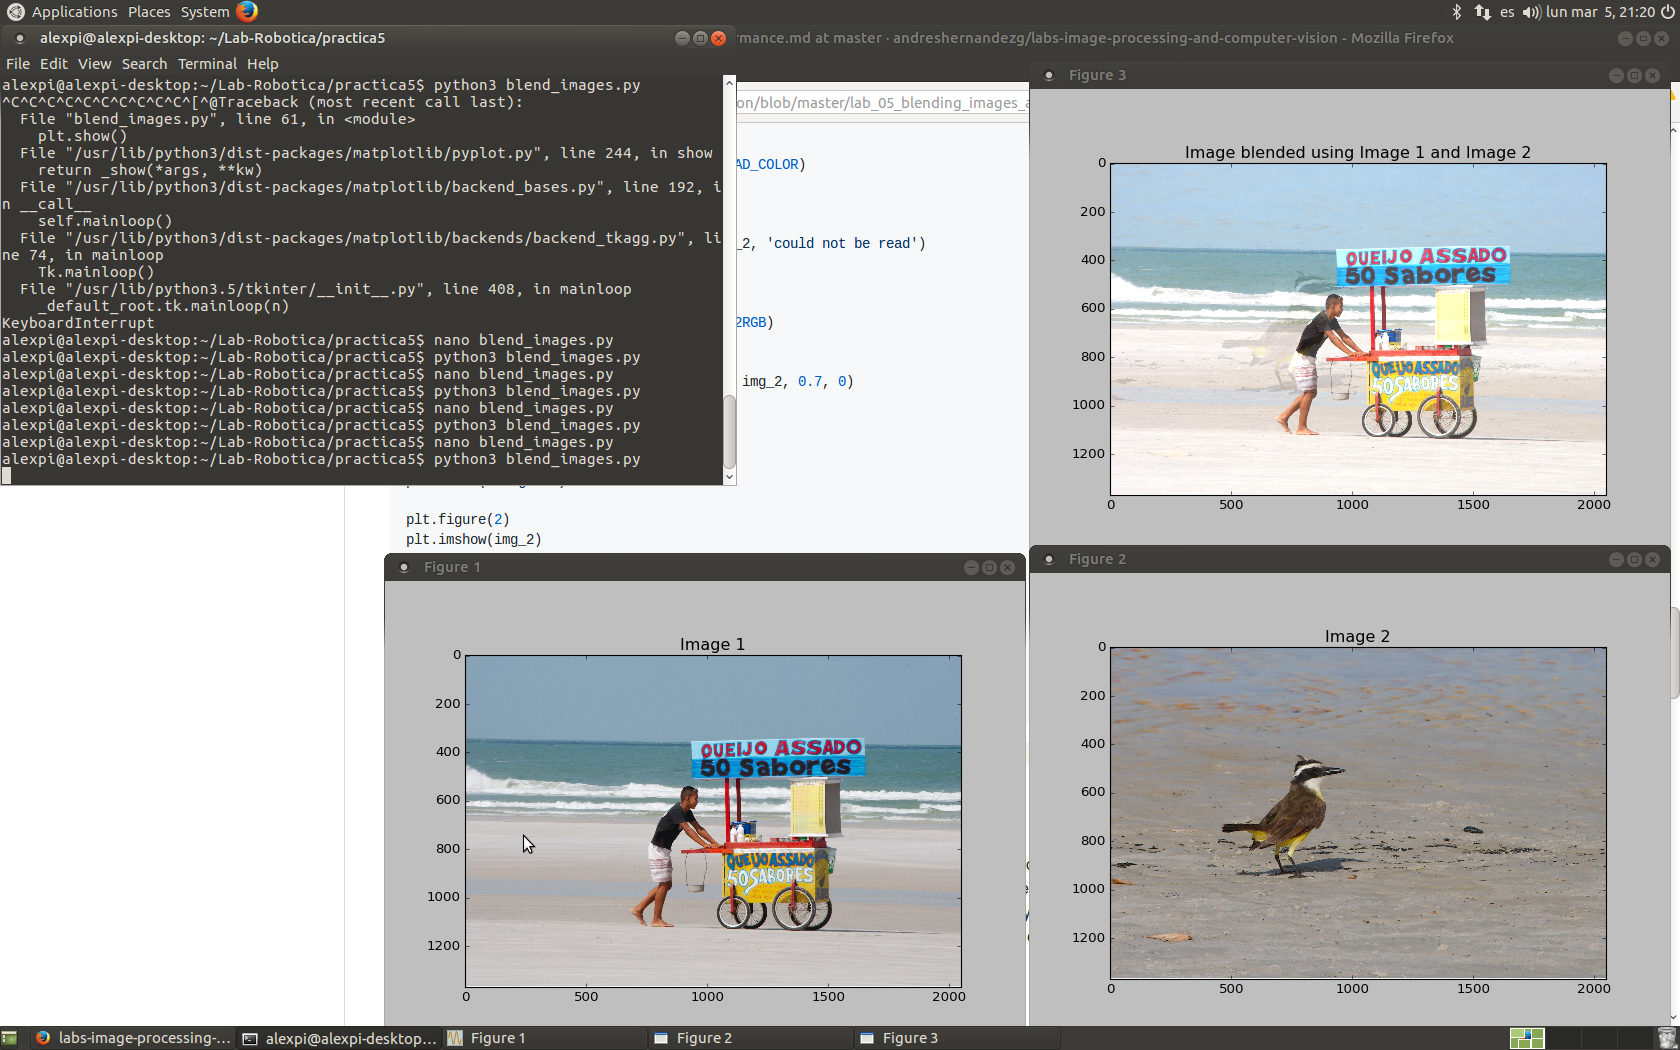 Applications Places System
es lun mar 5, 21:20
alexpi@alexpi-desktop: ~/Lab-Robotica/practica5
rmance.md at master · andreshernandezg/labs-image-processing-and-computer-vision - Mozilla Firefox
File Edit View Search Terminal Help
alexpi@alexpi-desktop:~/Lab-Robotica/practica5$ python3 blend_images.py
^C^C^C^C^C^C^C^C^C^C^[^@Traceback (most recent call last):
  File "blend_images.py", line 61, in <module>
    plt.show()
  File "/usr/lib/python3/dist-packages/matplotlib/pyplot.py", line 244, in show
    return _show(*args, **kw)
  File "/usr/lib/python3/dist-packages/matplotlib/backend_bases.py", line 192, i
n __call__
    self.mainloop()
  File "/usr/lib/python3/dist-packages/matplotlib/backends/backend_tkagg.py", li
ne 74, in mainloop
    Tk.mainloop()
  File "/usr/lib/python3.5/tkinter/__init__.py", line 408, in mainloop
    _default_root.tk.mainloop(n)
KeyboardInterrupt
alexpi@alexpi-desktop:~/Lab-Robotica/practica5$ nano blend_images.py
alexpi@alexpi-desktop:~/Lab-Robotica/practica5$ python3 blend_images.py
alexpi@alexpi-desktop:~/Lab-Robotica/practica5$ nano blend_images.py
alexpi@alexpi-desktop:~/Lab-Robotica/practica5$ python3 blend_images.py
alexpi@alexpi-desktop:~/Lab-Robotica/practica5$ nano blend_images.py
alexpi@alexpi-desktop:~/Lab-Robotica/practica5$ python3 blend_images.py
alexpi@alexpi-desktop:~/Lab-Robotica/practica5$ nano blend_images.py
alexpi@alexpi-desktop:~/Lab-Robotica/practica5$ python3 blend_images.py
on/blob/master/lab_05_blending_images_a
AD_COLOR)
_2, 'could not be read')
2RGB)
img_2, 0.7, 0)
plt.figure(2)
plt.imshow(img_2)
Figure 3
Image blended using Image 1 and Image 2
0
200
400
600
800
1000
1200
0 500 1000 1500 2000
QUEIJO ASSADO
50 Sabores
QUEIJO ASSADO
50 SABORES
Figure 1
Image 1
0
200
400
600
800
1000
1200
0 500 1000 1500 2000
QUEIJO ASSADO
50 Sabores
QUEIJO ASSADO
50 SABORES
Figure 2
Image 2
0
200
400
600
800
1000
1200
0 500 1000 1500 2000
labs-image-processing-... alexpi@alexpi-desktop... Figure 1 Figure 2 Figure 3